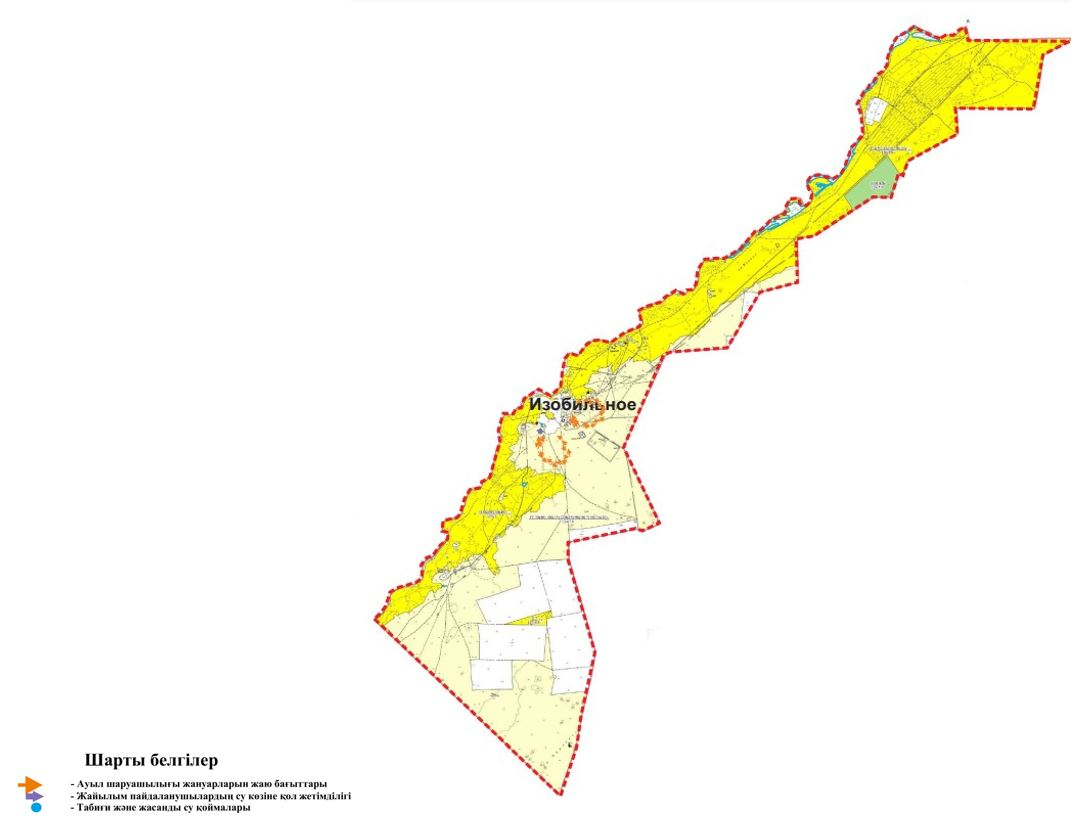 Изобильное
Шарты белгілер
- Ауыл шаруашылығы жануарларын жаю бағыттары
- Жайылым пайдаланушылардың су көзіне қол жетімділігі
- Табиғи және жасанды су қоймалары